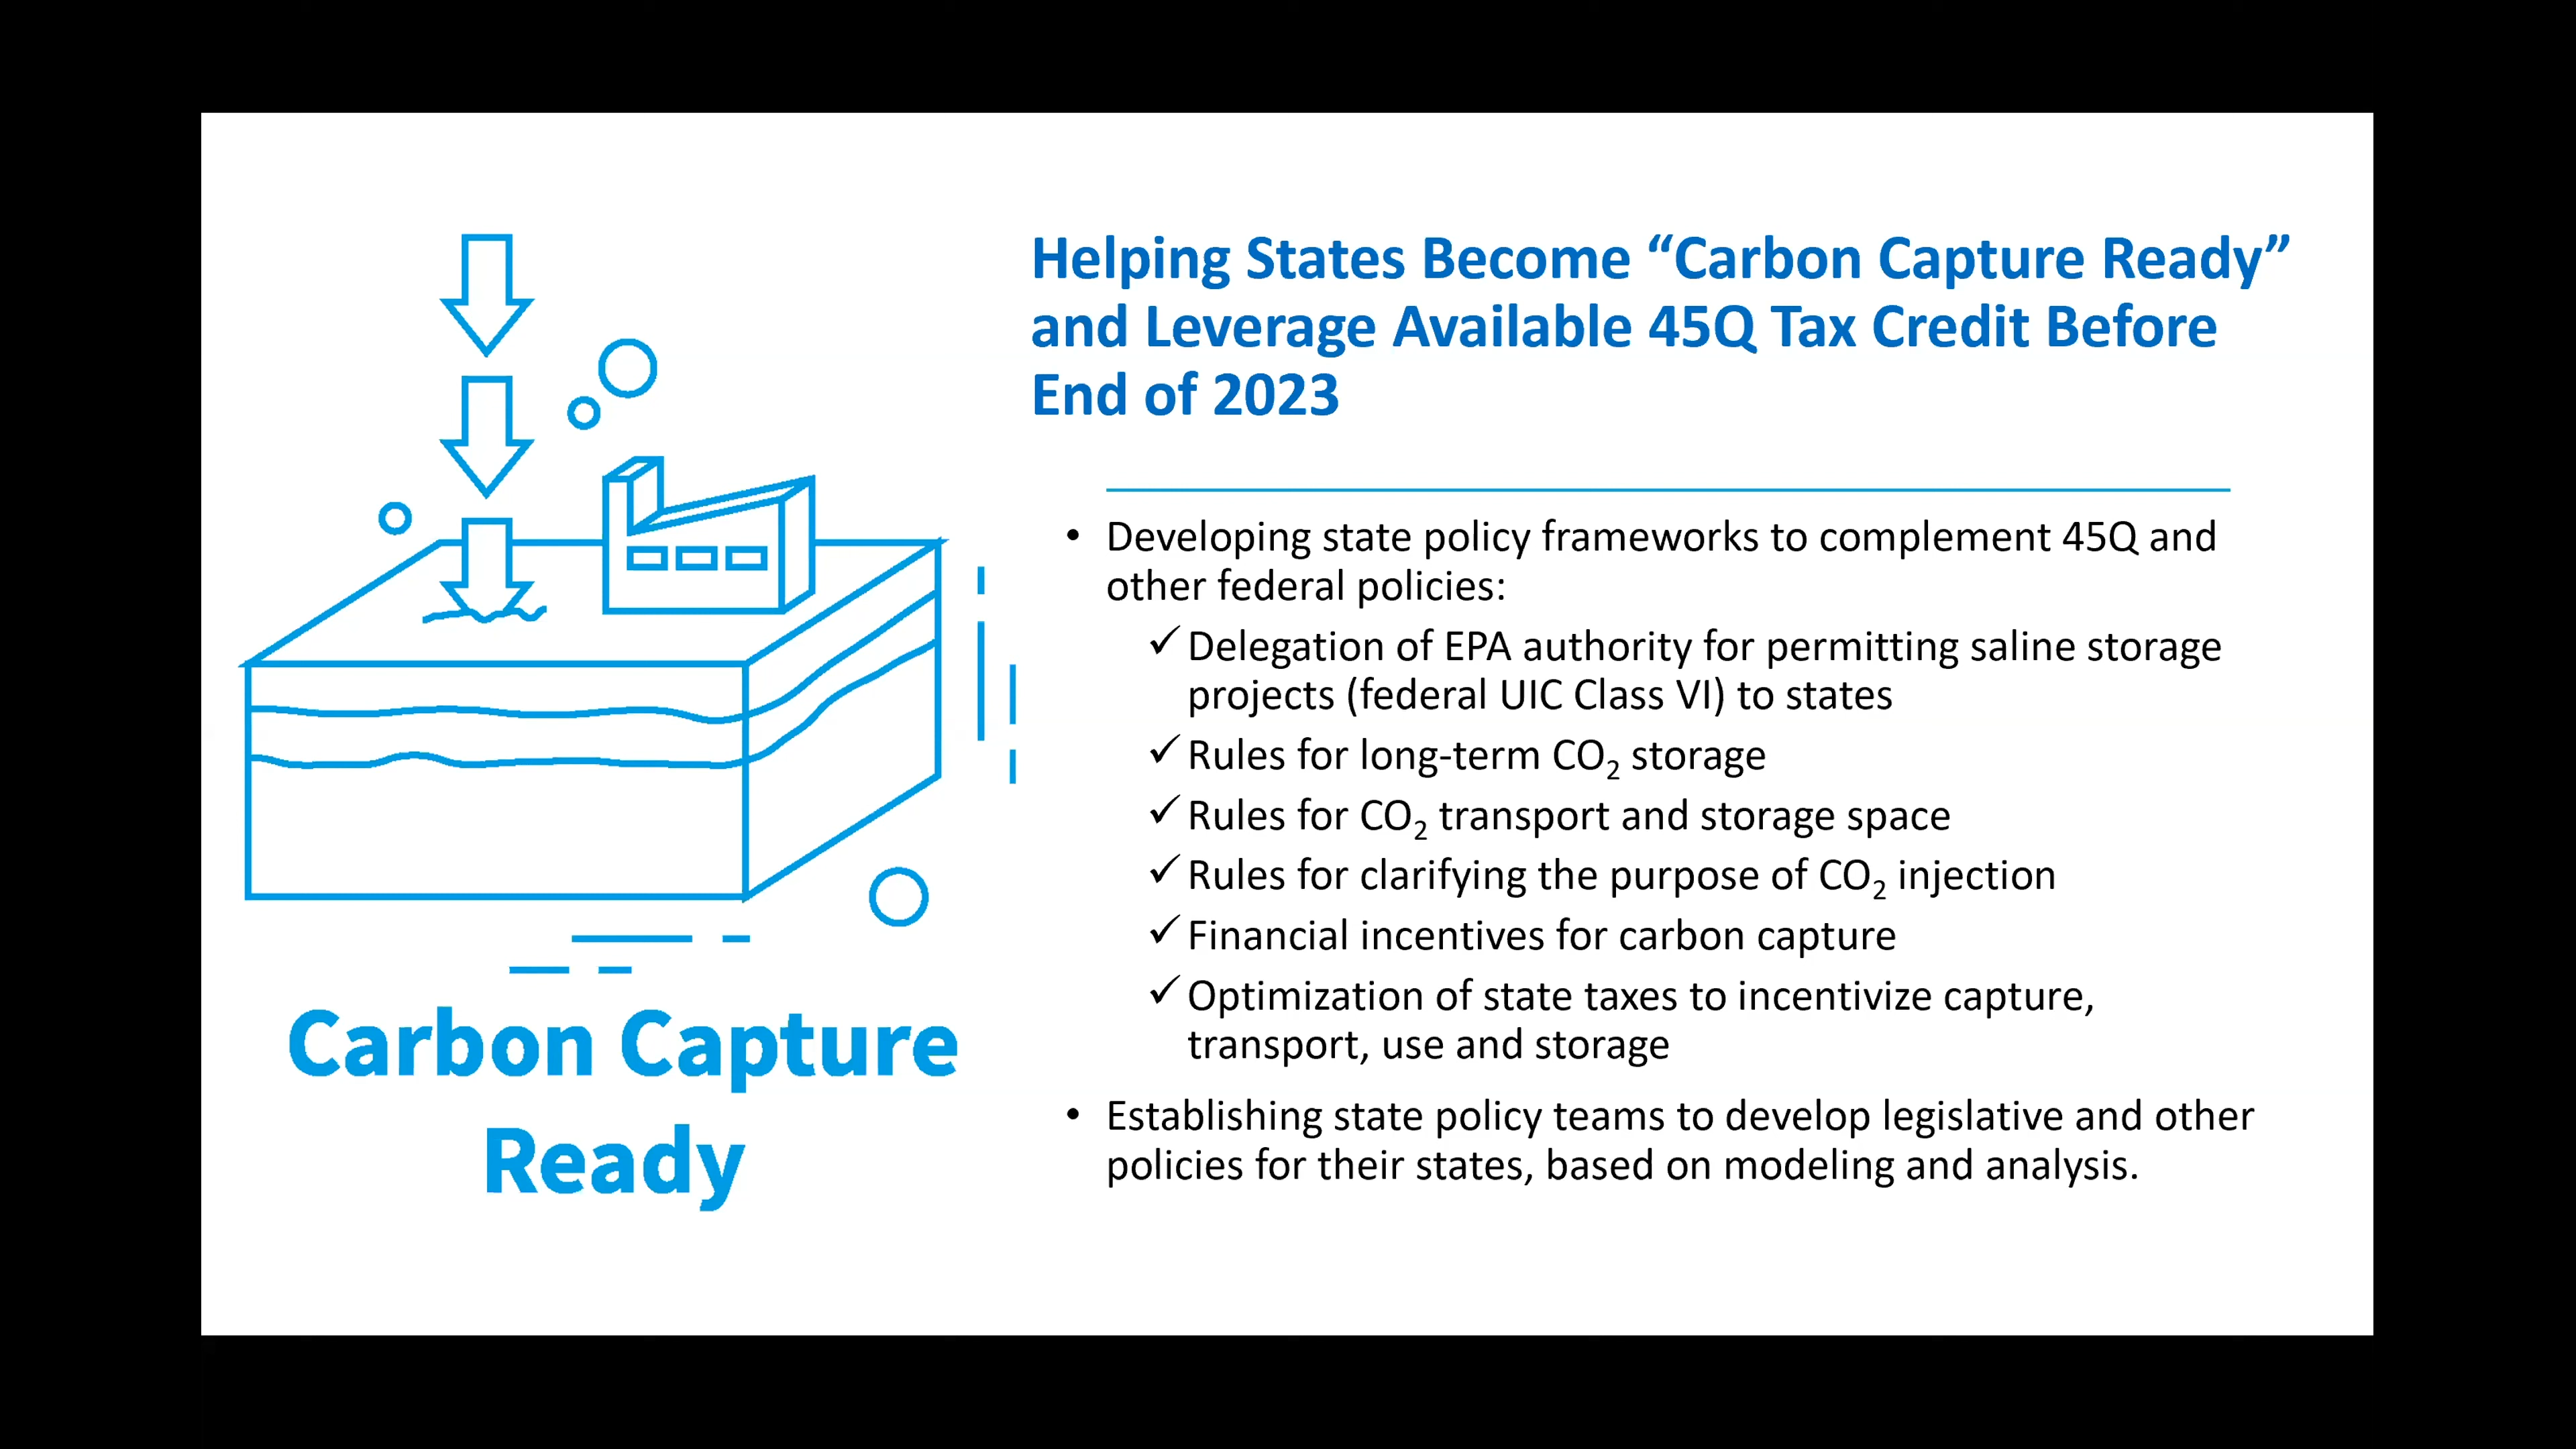 Helping States Become “Carbon Capture Ready”
and Leverage Available 45Q Tax Credit Before
End of 2023
• Developing state policy frameworks to complement 45Q and
other federal policies:
✓ Delegation of EPA authority for permitting saline storage
projects (federal UIC Class VI) to states
✓ Rules for long-term CO₂ storage
✓ Rules for CO₂ transport and storage space
✓ Rules for clarifying the purpose of CO₂ injection
✓ Financial incentives for carbon capture
✓ Optimization of state taxes to incentivize capture,
transport, use and storage
• Establishing state policy teams to develop legislative and other
policies for their states, based on modeling and analysis.
Carbon Capture
Ready